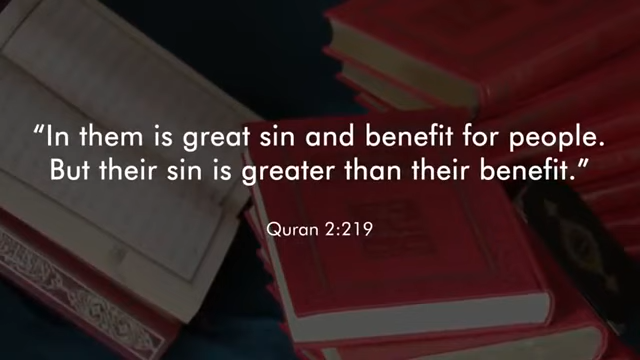 “In them is great sin and benefit for people.
But their sin is greater than their benefit.”
Quran 2:219